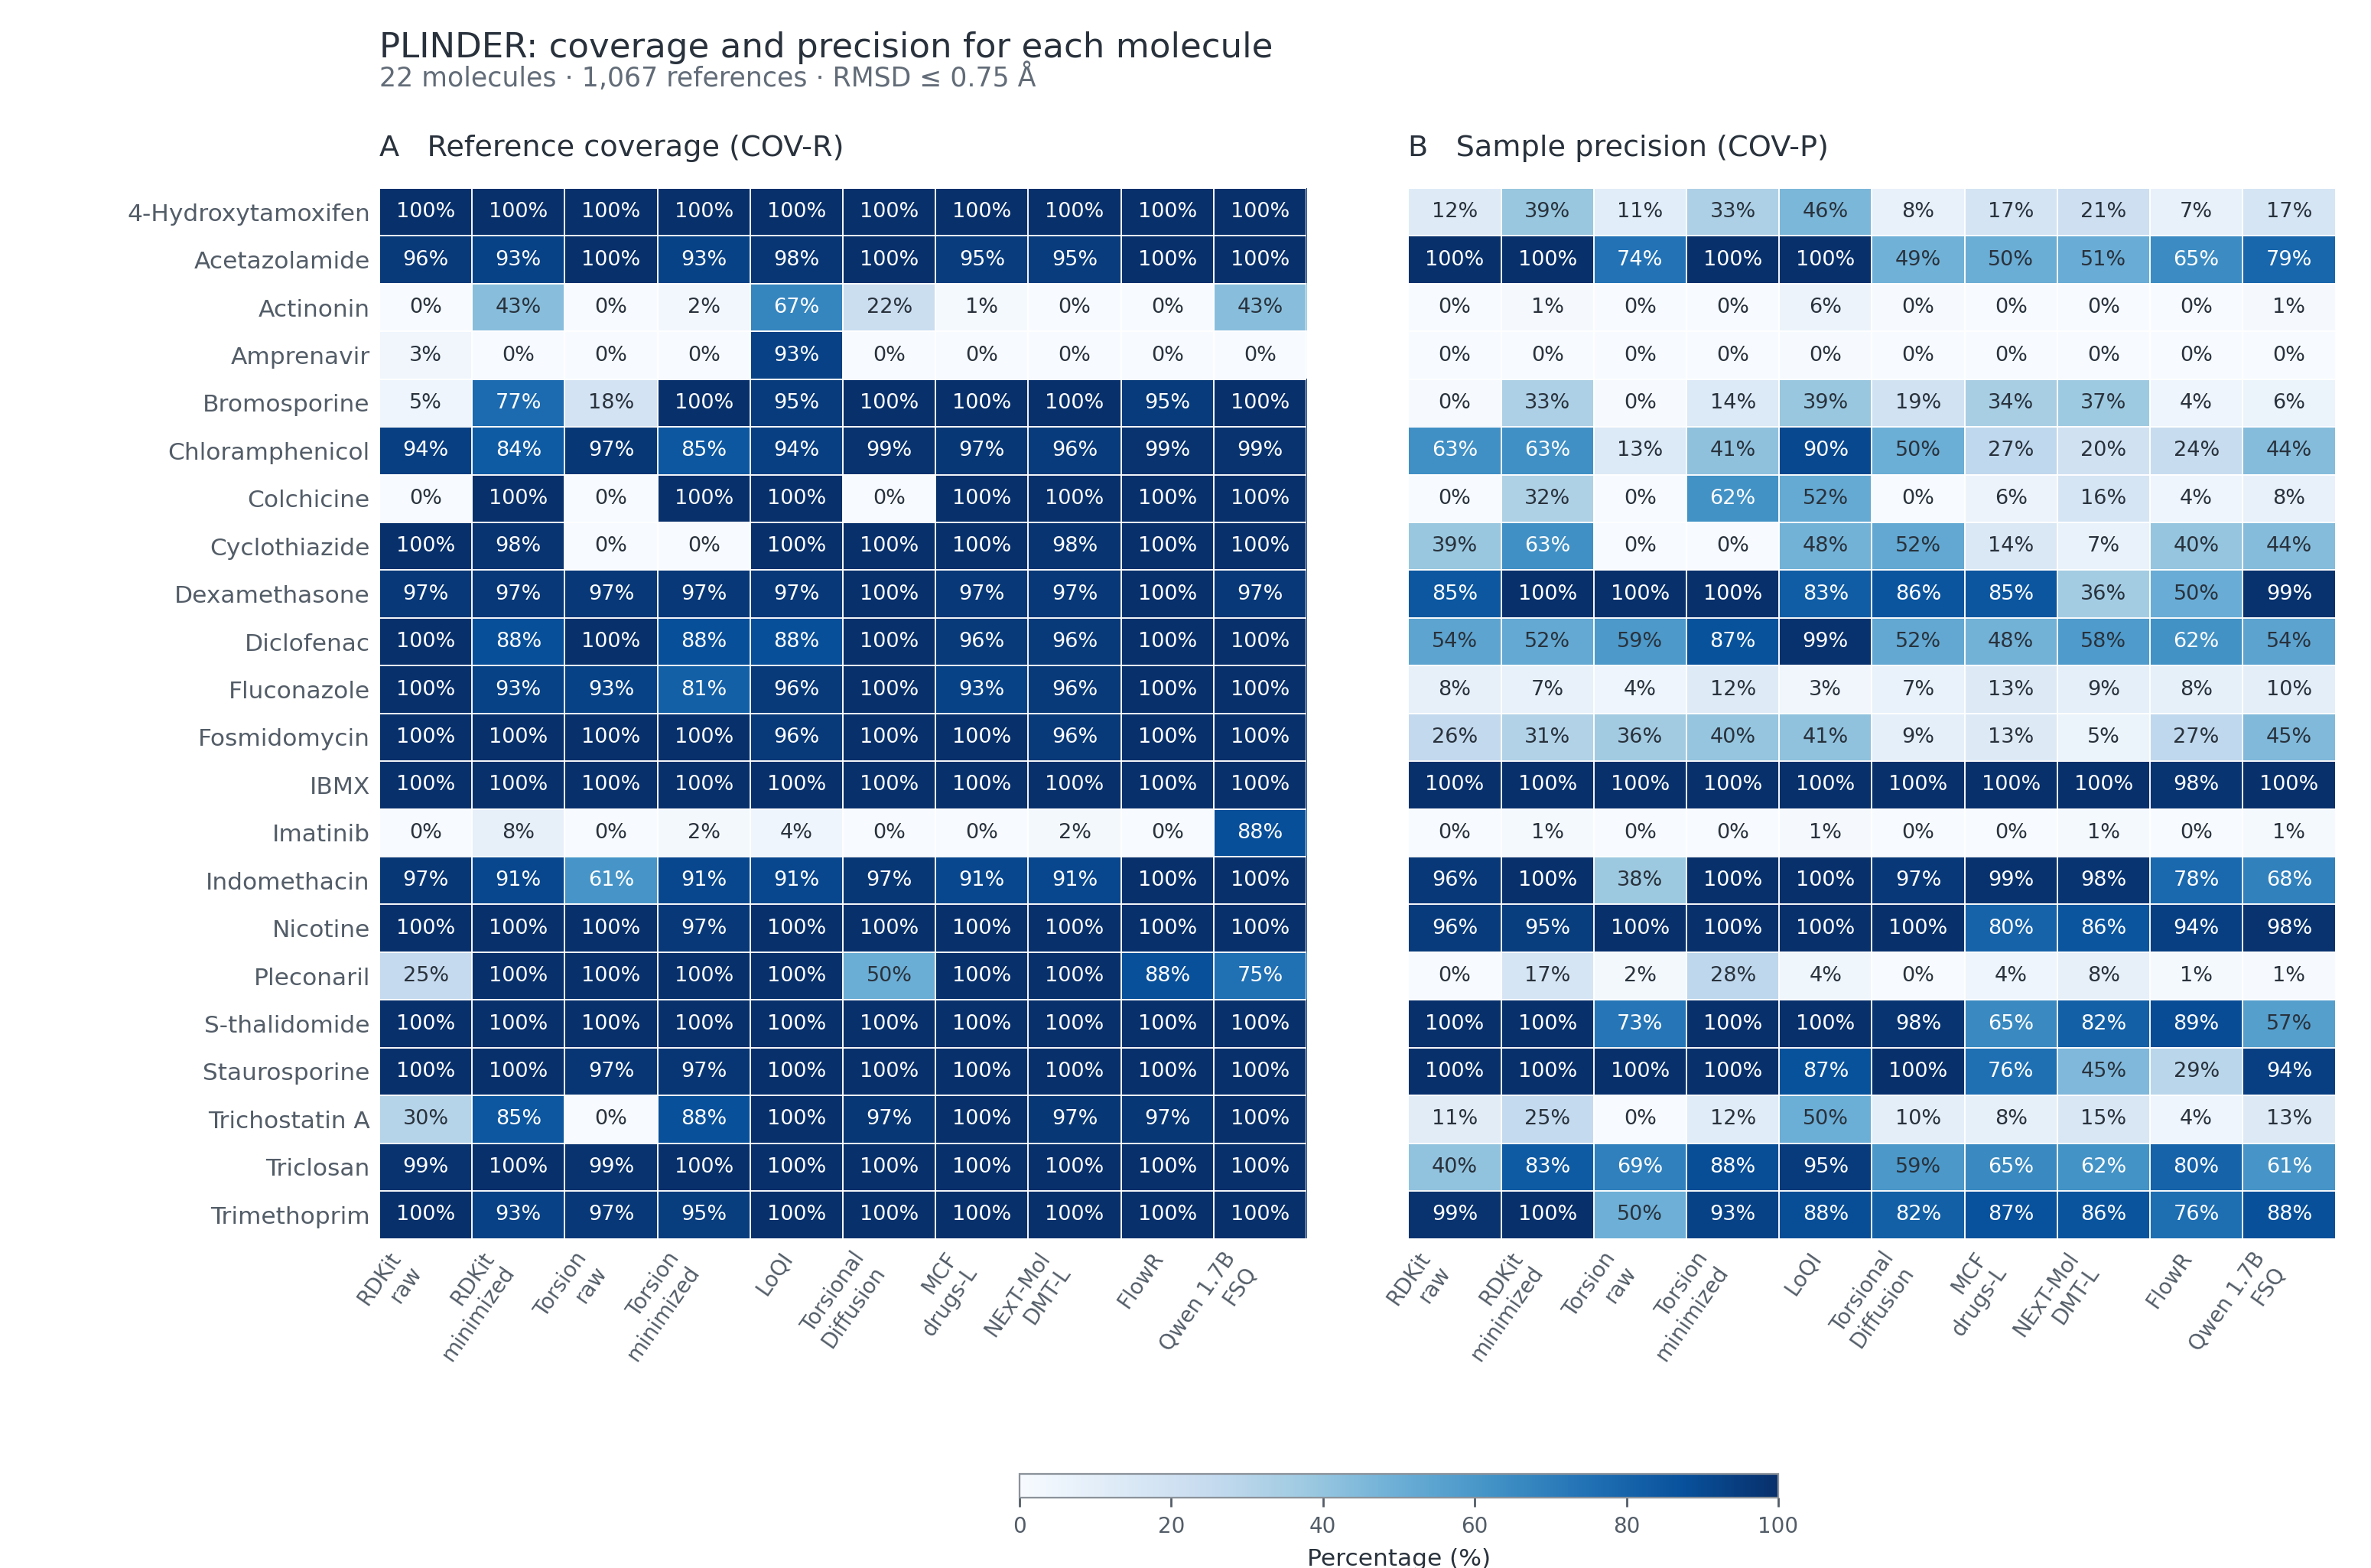 PLINDER: coverage and precision for each molecule
22 molecules · 1,067 references · RMSD ≤ 0.75 Å
A Reference coverage (COV-R)
B Sample precision (COV-P)
4-Hydroxytamoxifen 100% 100% 100% 100% 100% 100% 100% 100% 100% 100% 12% 39% 11% 33% 46% 8% 17% 21% 7% 17%
Acetazolamide 96% 93% 100% 93% 98% 100% 95% 95% 100% 100% 100% 100% 74% 100% 100% 49% 50% 51% 65% 79%
Actinonin 0% 43% 0% 2% 67% 22% 1% 0% 0% 43% 0% 1% 0% 0% 6% 0% 0% 0% 0% 1%
Amprenavir 3% 0% 0% 0% 93% 0% 0% 0% 0% 0% 0% 0% 0% 0% 0% 0% 0% 0% 0% 0%
Bromosporine 5% 77% 18% 100% 95% 100% 100% 100% 95% 100% 0% 33% 0% 14% 39% 19% 34% 37% 4% 6%
Chloramphenicol 94% 84% 97% 85% 94% 99% 97% 96% 99% 99% 63% 63% 13% 41% 90% 50% 27% 20% 24% 44%
Colchicine 0% 100% 0% 100% 100% 0% 100% 100% 100% 100% 0% 32% 0% 62% 52% 0% 6% 16% 4% 8%
Cyclothiazide 100% 98% 0% 0% 100% 100% 100% 98% 100% 100% 39% 63% 0% 0% 48% 52% 14% 7% 40% 44%
Dexamethasone 97% 97% 97% 97% 97% 100% 97% 97% 100% 97% 85% 100% 100% 100% 83% 86% 85% 36% 50% 99%
Diclofenac 100% 88% 100% 88% 88% 100% 96% 96% 100% 100% 54% 52% 59% 87% 99% 52% 48% 58% 62% 54%
Fluconazole 100% 93% 93% 81% 96% 100% 93% 96% 100% 100% 8% 7% 4% 12% 3% 7% 13% 9% 8% 10%
Fosmidomycin 100% 100% 100% 100% 96% 100% 100% 96% 100% 100% 26% 31% 36% 40% 41% 9% 13% 5% 27% 45%
IBMX 100% 100% 100% 100% 100% 100% 100% 100% 100% 100% 100% 100% 100% 100% 100% 100% 100% 100% 98% 100%
Imatinib 0% 8% 0% 2% 4% 0% 0% 2% 0% 88% 0% 1% 0% 0% 1% 0% 0% 1% 0% 1%
Indomethacin 97% 91% 61% 91% 91% 97% 91% 91% 100% 100% 96% 100% 38% 100% 100% 97% 99% 98% 78% 68%
Nicotine 100% 100% 100% 97% 100% 100% 100% 100% 100% 100% 96% 95% 100% 100% 100% 100% 80% 86% 94% 98%
Pleconaril 25% 100% 100% 100% 100% 50% 100% 100% 88% 75% 0% 17% 2% 28% 4% 0% 4% 8% 1% 1%
S-thalidomide 100% 100% 100% 100% 100% 100% 100% 100% 100% 100% 100% 100% 73% 100% 100% 98% 65% 82% 89% 57%
Staurosporine 100% 100% 97% 97% 100% 100% 100% 100% 100% 100% 100% 100% 100% 100% 87% 100% 76% 45% 29% 94%
Trichostatin A 30% 85% 0% 88% 100% 97% 100% 97% 97% 100% 11% 25% 0% 12% 50% 10% 8% 15% 4% 13%
Triclosan 99% 100% 99% 100% 100% 100% 100% 100% 100% 100% 40% 83% 69% 88% 95% 59% 65% 62% 80% 61%
Trimethoprim 100% 93% 97% 95% 100% 100% 100% 100% 100% 100% 99% 100% 50% 93% 88% 82% 87% 86% 76% 88%
RDKit
raw
RDKit
minimized
Torsion
raw
Torsion
minimized
LoQI
Torsional
Diffusion
MCF
drugs-L
NExT-Mol
DMT-L
FlowR
Qwen 1.7B
FSQ
RDKit
raw
RDKit
minimized
Torsion
raw
Torsion
minimized
LoQI
Torsional
Diffusion
MCF
drugs-L
NExT-Mol
DMT-L
FlowR
Qwen 1.7B
FSQ
0 20 40 60 80 100
Percentage (%)